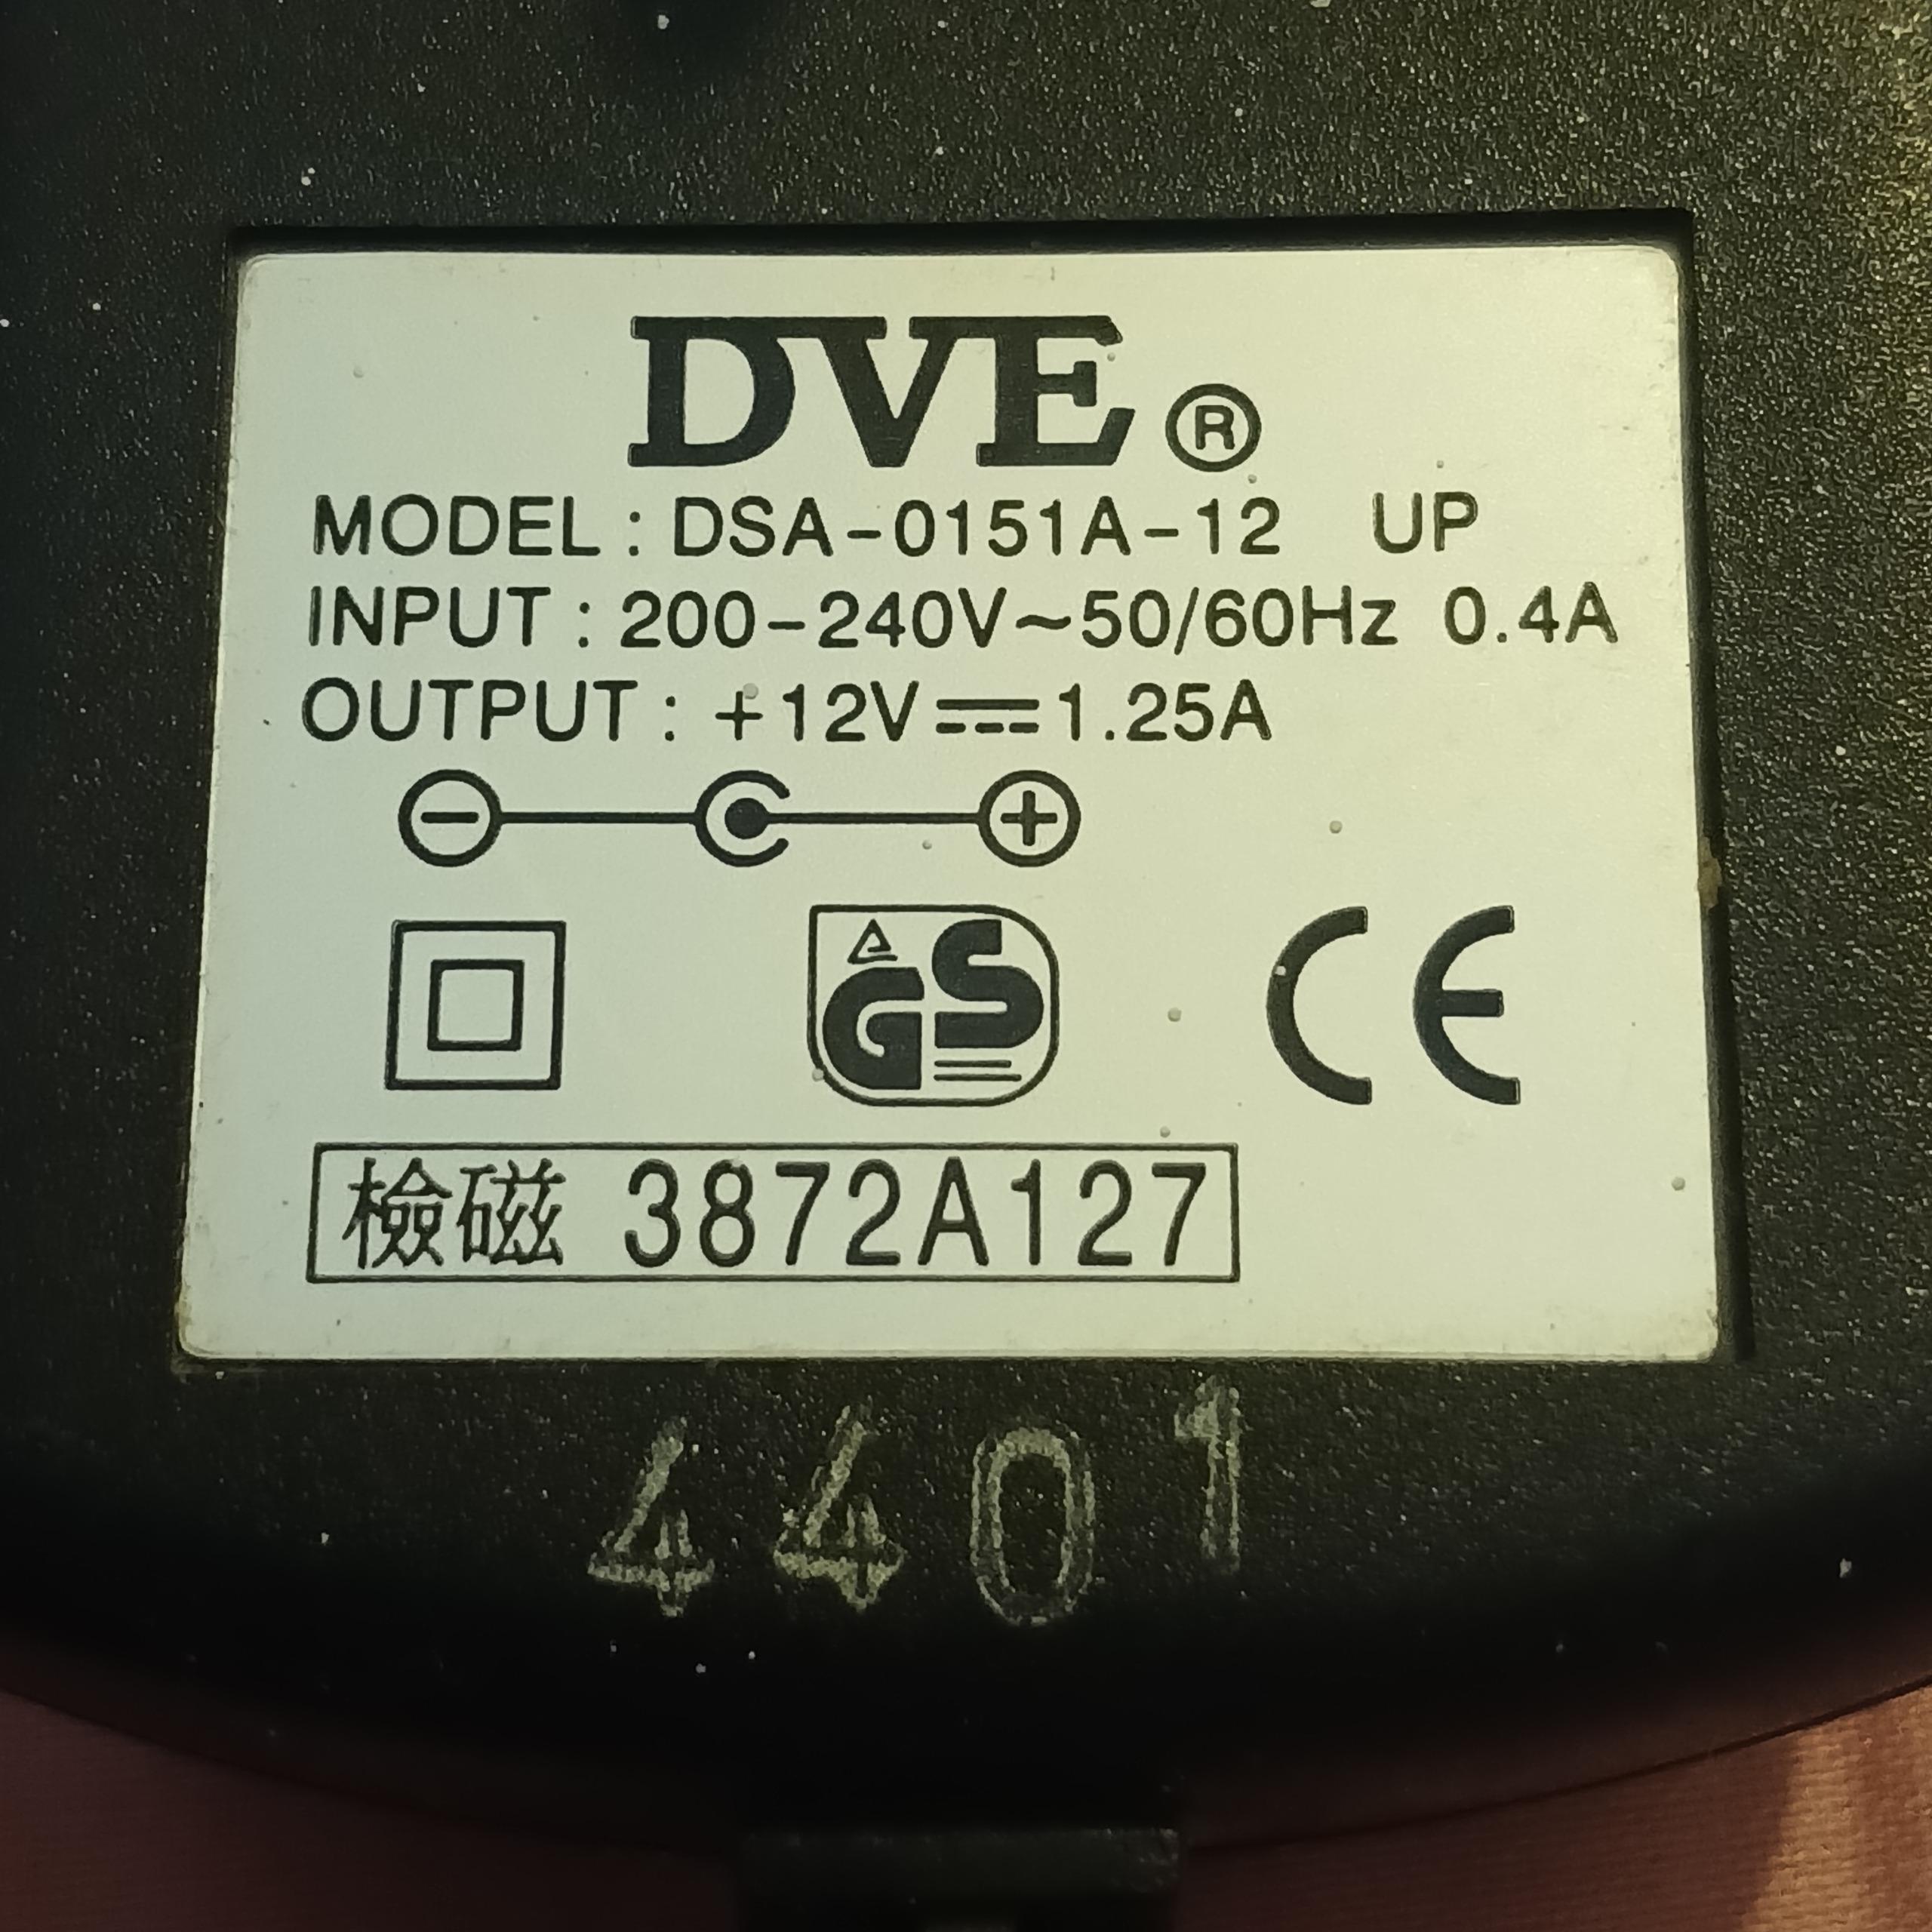 DVE®
MODEL : DSA-0151A-12 UP
INPUT : 200-240V~50/60Hz 0.4A
OUTPUT : +12V⎓1.25A
GS CE
檢磁 3872A127
4401